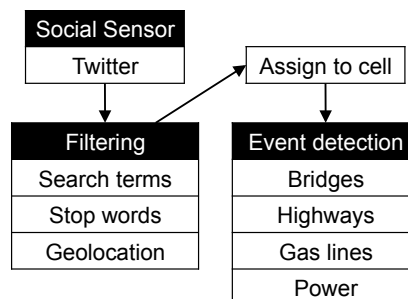 Social Sensor
Twitter
Filtering
Search terms
Stop words
Geolocation
Assign to cell
Event detection
Bridges
Highways
Gas lines
Power